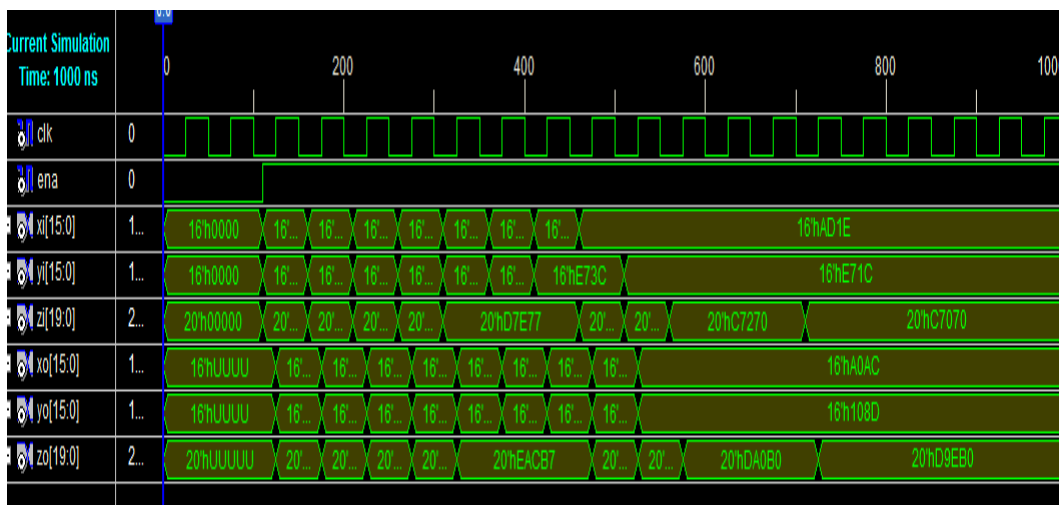 0.0
Current Simulation
Time: 1000 ns
0 200 400 600 800 100
clk 0
ena 0
xi[15:0] 1... 16'h0000 16'... 16'... 16'... 16'... 16'... 16'... 16'... 16'hAD1E
yi[15:0] 1... 16'h0000 16'... 16'... 16'... 16'... 16'... 16'... 16'hE73C 16'hE71C
zi[19:0] 2... 20'h00000 20'... 20'... 20'... 20'... 20'hD7E77 20'... 20'... 20'hC7270 20'hC7070
xo[15:0] 1... 16'hUUUU 16'... 16'... 16'... 16'... 16'... 16'... 16'... 16'... 16'hA0AC
yo[15:0] 1... 16'hUUUU 16'... 16'... 16'... 16'... 16'... 16'... 16'... 16'... 16'h108D
zo[19:0] 2... 20'hUUUUU 20'... 20'... 20'... 20'... 20'hEACB7 20'... 20'... 20'hDA0B0 20'hD9EB0